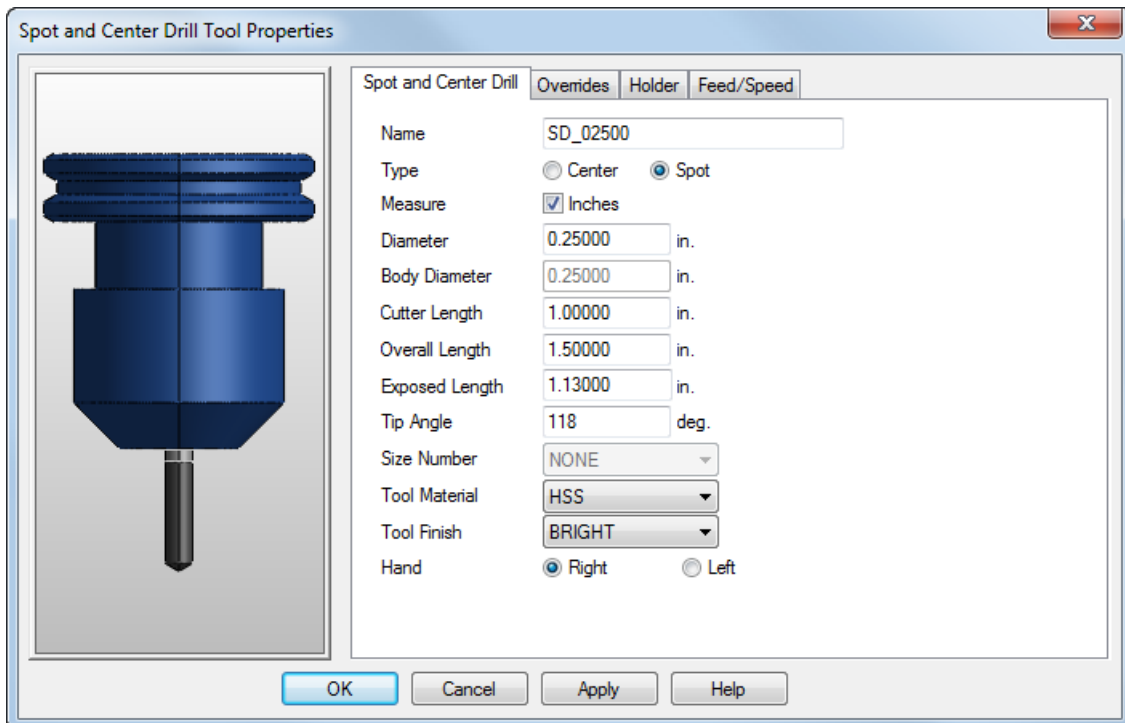 Spot and Center Drill Tool Properties
Spot and Center Drill Overrides Holder Feed/Speed
Name SD_02500
Type Center Spot
Measure Inches
Diameter 0.25000 in.
Body Diameter 0.25000 in.
Cutter Length 1.00000 in.
Overall Length 1.50000 in.
Exposed Length 1.13000 in.
Tip Angle 118 deg.
Size Number NONE
Tool Material HSS
Tool Finish BRIGHT
Hand Right Left
OK Cancel Apply Help